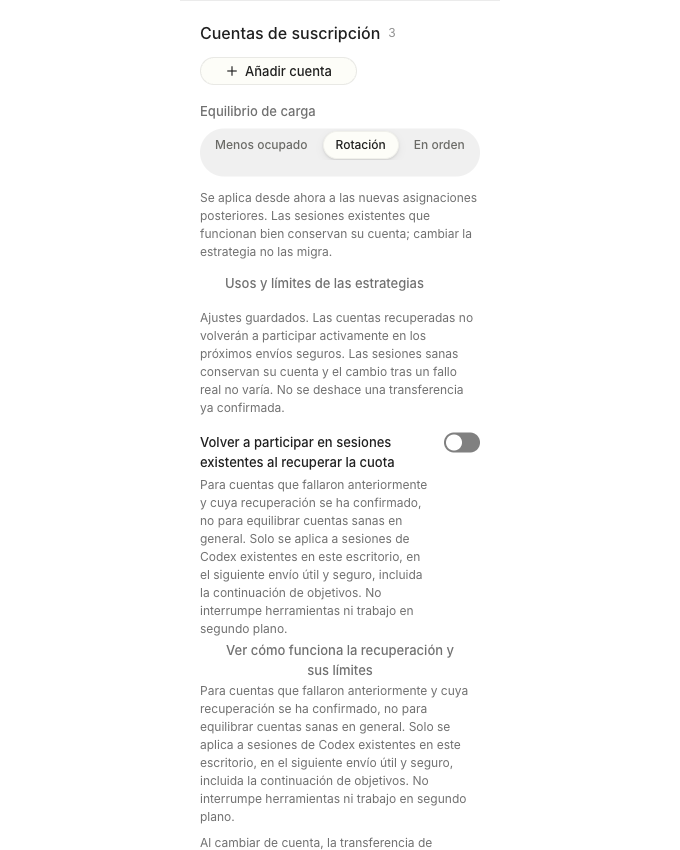 Cuentas de suscripción 3
+ Añadir cuenta
Equilibrio de carga
Menos ocupado Rotación En orden
Se aplica desde ahora a las nuevas asignaciones
posteriores. Las sesiones existentes que
funcionan bien conservan su cuenta; cambiar la
estrategia no las migra.
Usos y límites de las estrategias
Ajustes guardados. Las cuentas recuperadas no
volverán a participar activamente en los
próximos envíos seguros. Las sesiones sanas
conservan su cuenta y el cambio tras un fallo
real no varía. No se deshace una transferencia
ya confirmada.
Volver a participar en sesiones
existentes al recuperar la cuota
Para cuentas que fallaron anteriormente
y cuya recuperación se ha confirmado,
no para equilibrar cuentas sanas en
general. Solo se aplica a sesiones de
Codex existentes en este escritorio, en
el siguiente envío útil y seguro, incluida
la continuación de objetivos. No
interrumpe herramientas ni trabajo en
segundo plano.
Ver cómo funciona la recuperación y
sus límites
Para cuentas que fallaron anteriormente y cuya
recuperación se ha confirmado, no para
equilibrar cuentas sanas en general. Solo se
aplica a sesiones de Codex existentes en este
escritorio, en el siguiente envío útil y seguro,
incluida la continuación de objetivos. No
interrumpe herramientas ni trabajo en segundo
plano.
Al cambiar de cuenta, la transferencia de